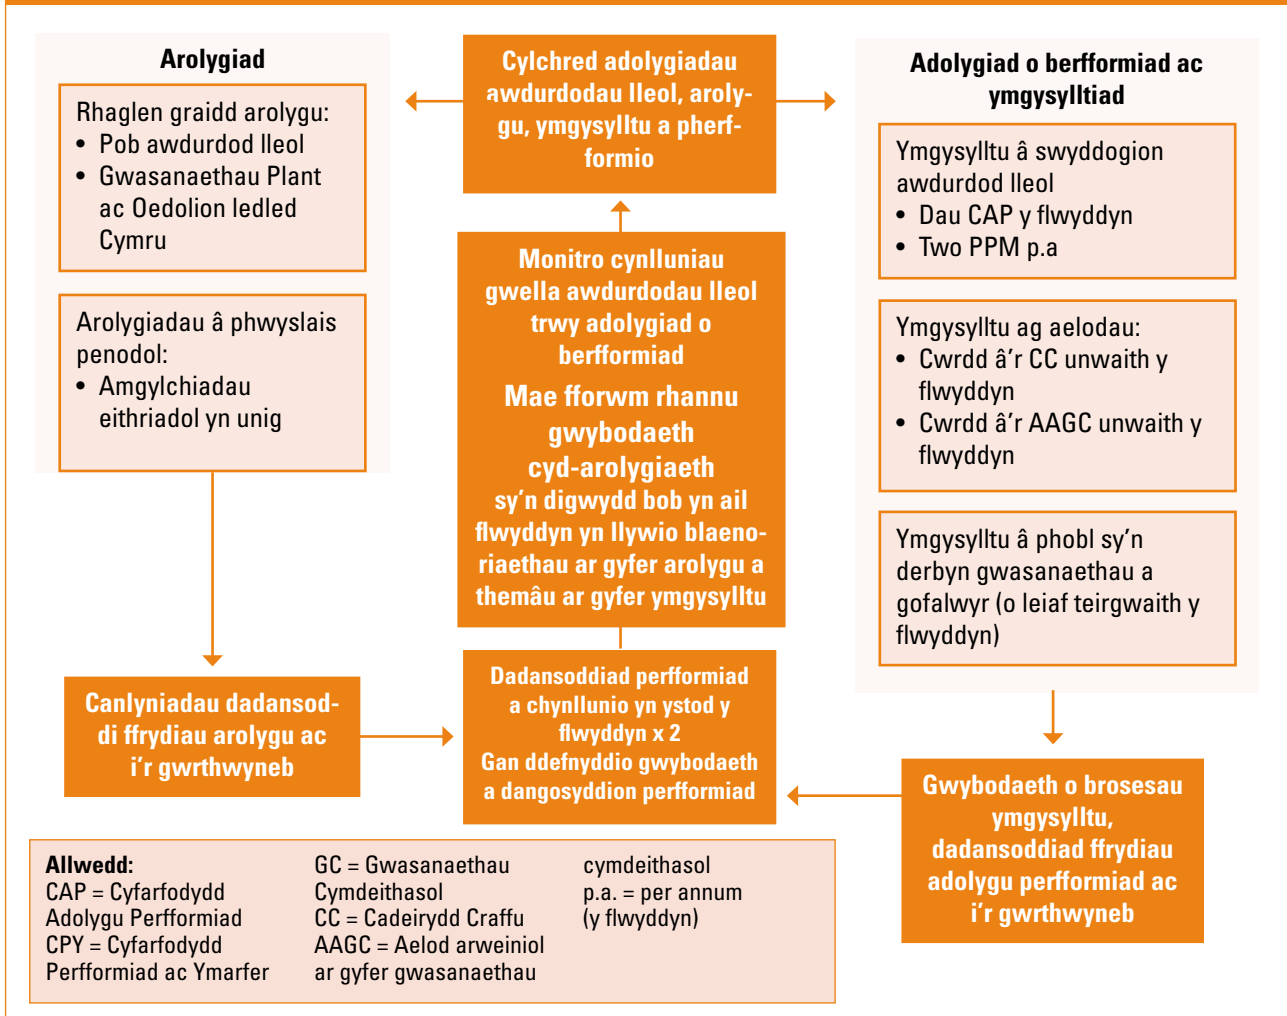 Arolygiad
Rhaglen graidd arolygu:
• Pob awdurdod lleol
• Gwasanaethau Plant
ac Oedolion ledled
Cymru
Arolygiadau â phwyslais
penodol:
• Amgylchiadau
eithriadol yn unig
Canlyniadau dadansod-
di ffrydiau arolygu ac
i'r gwrthwyneb
Cylchred adolygiadau
awdurdodau lleol, aroly-
gu, ymgysylltu a pherf-
formio
Monitro cynlluniau
gwella awdurdodau lleol
trwy adolygiad o
berfformiad
Mae fforwm rhannu
gwybodaeth
cyd-arolygiaeth
sy'n digwydd bob yn ail
flwyddyn yn llywio blaeno-
riaethau ar gyfer arolygu a
themâu ar gyfer ymgysylltu
Dadansoddiad perfformiad
a chynllunio yn ystod y
flwyddyn x 2
Gan ddefnyddio gwybodaeth
a dangosyddion perfformiad
Adolygiad o berfformiad ac
ymgysylltiad
Ymgysylltu â swyddogion
awdurdod lleol
• Dau CAP y flwyddyn
• Two PPM p.a
Ymgysylltu ag aelodau:
• Cwrdd â'r CC unwaith y
flwyddyn
• Cwrdd â'r AAGC unwaith y
flwyddyn
Ymgysylltu â phobl sy'n
derbyn gwasanaethau a
gofalwyr (o leiaf teirgwaith y
flwyddyn)
Gwybodaeth o brosesau
ymgysylltu,
dadansoddiad ffrydiau
adolygu perfformiad ac
i'r gwrthwyneb
Allwedd:
CAP = Cyfarfodydd
Adolygu Perfformiad
CPY = Cyfarfodydd
Perfformiad ac Ymarfer
GC = Gwasanaethau
Cymdeithasol
CC = Cadeirydd Craffu
AAGC = Aelod arweiniol
ar gyfer gwasanaethau
cymdeithasol
p.a. = per annum
(y flwyddyn)